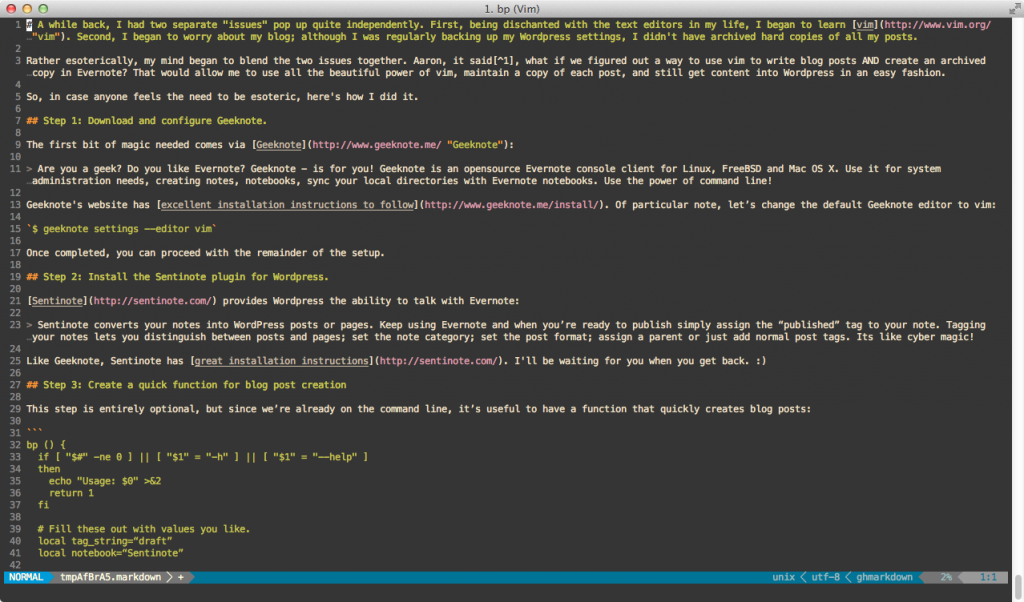 1. bp (Vim)
1 # A while back, I had two separate "issues" pop up quite independently. First, being dischanted with the text editors in my life, I began to learn [vim](http://www.vim.org/
…"vim"). Second, I began to worry about my blog; although I was regularly backing up my Wordpress settings, I didn't have archived hard copies of all my posts.
2
3 Rather esoterically, my mind began to blend the two issues together. Aaron, it said[^1], what if we figured out a way to use vim to write blog posts AND create an archived
…copy in Evernote? That would allow me to use all the beautiful power of vim, maintain a copy of each post, and still get content into Wordpress in an easy fashion.
4
5 So, in case anyone feels the need to be esoteric, here's how I did it.
6
7 ## Step 1: Download and configure Geeknote.
8
9 The first bit of magic needed comes via [Geeknote](http://www.geeknote.me/ "Geeknote"):
10
11 > Are you a geek? Do you like Evernote? Geeknote - is for you! Geeknote is an opensource Evernote console client for Linux, FreeBSD and Mac OS X. Use it for system
…administration needs, creating notes, notebooks, sync your local directories with Evernote notebooks. Use the power of command line!
12
13 Geeknote's website has [excellent installation instructions to follow](http://www.geeknote.me/install/). Of particular note, let’s change the default Geeknote editor to vim:
14
15 `$ geeknote settings --editor vim`
16
17 Once completed, you can proceed with the remainder of the setup.
18
19 ## Step 2: Install the Sentinote plugin for Wordpress.
20
21 [Sentinote](http://sentinote.com/) provides Wordpress the ability to talk with Evernote:
22
23 > Sentinote converts your notes into WordPress posts or pages. Keep using Evernote and when you’re ready to publish simply assign the “published” tag to your note. Tagging
…your notes lets you distinguish between posts and pages; set the note category; set the post format; assign a parent or just add normal post tags. Its like cyber magic!
24
25 Like Geeknote, Sentinote has [great installation instructions](http://sentinote.com/). I'll be waiting for you when you get back. :)
26
27 ## Step 3: Create a quick function for blog post creation
28
29 This step is entirely optional, but since we’re already on the command line, it’s useful to have a function that quickly creates blog posts:
30
31 ```
32 bp () {
33 if [ "$#" -ne 0 ] || [ "$1" = "-h" ] || [ "$1" = "--help" ]
34 then
35 echo "Usage: $0" >&2
36 return 1
37 fi
38
39 # Fill these out with values you like.
40 local tag_string=“draft”
41 local notebook=“Sentinote”
42
NORMAL tmpAfBrA5.markdown + unix utf-8 ghmarkdown 2% 1:1